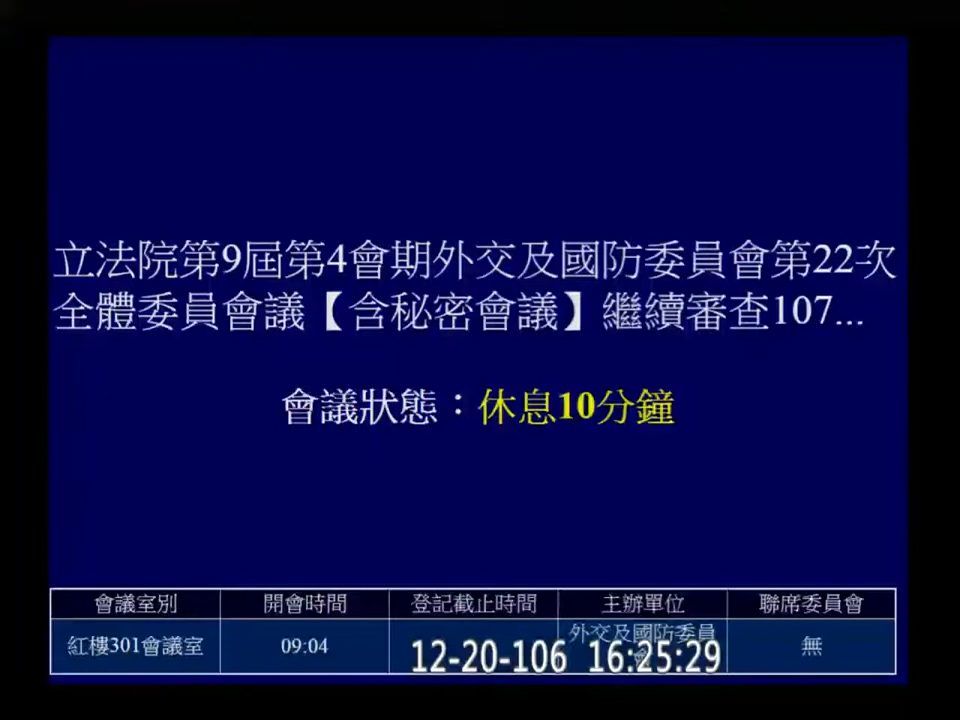 立法院第9屆第4會期外交及國防委員會第22次
全體委員會議【含秘密會議】繼續審查107...
會議狀態：休息10分鐘
會議室別 開會時間 登記截止時間 主辦單位 聯席委員會
紅樓301會議室 09:04 外交及國防委員 無
12-20-106 16:25:29